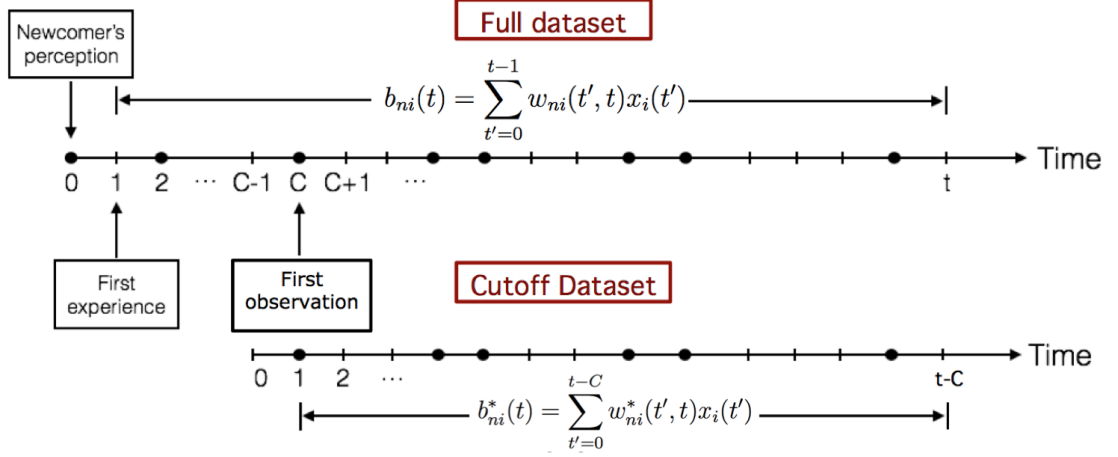 Full dataset
Newcomer's
perception
b_{ni}(t) = \sum_{t'=0}^{t-1} w_{ni}(t', t)x_i(t')
Time
0 1 2 ... C-1 C C+1 ... t
First
experience
First
observation
Cutoff Dataset
Time
0 1 2 ... t-C
b^*_{ni}(t) = \sum_{t'=0}^{t-C} w^*_{ni}(t', t)x_i(t')